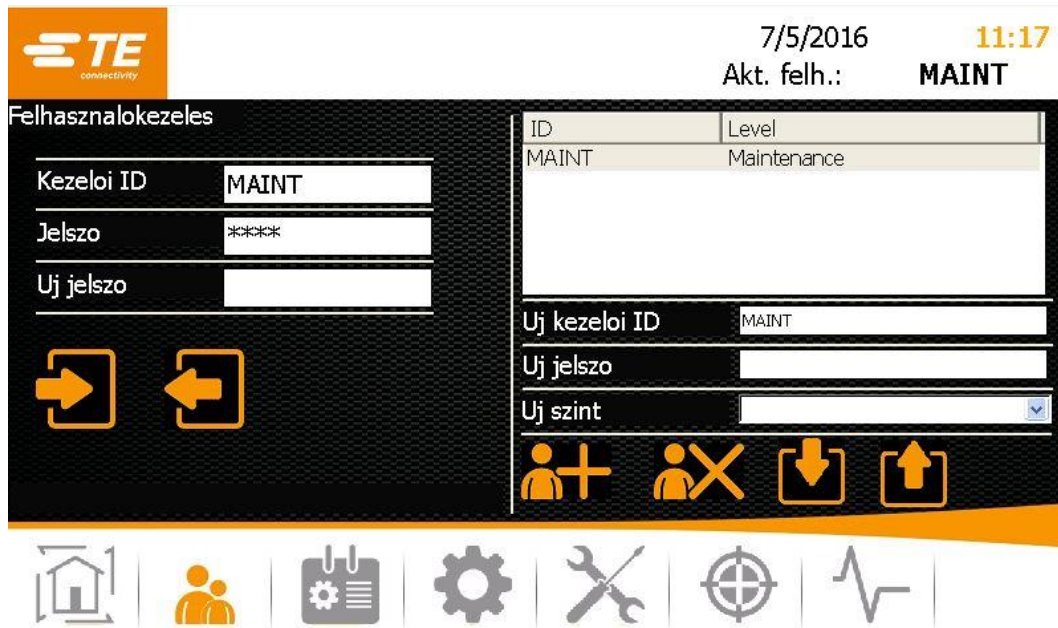 TE
connectivity
7/5/2016 11:17
Akt. felh.: MAINT
Felhasznalokezeles
Kezeloi ID MAINT
Jelszo ****
Uj jelszo
ID Level
MAINT Maintenance
Uj kezeloi ID MAINT
Uj jelszo
Uj szint